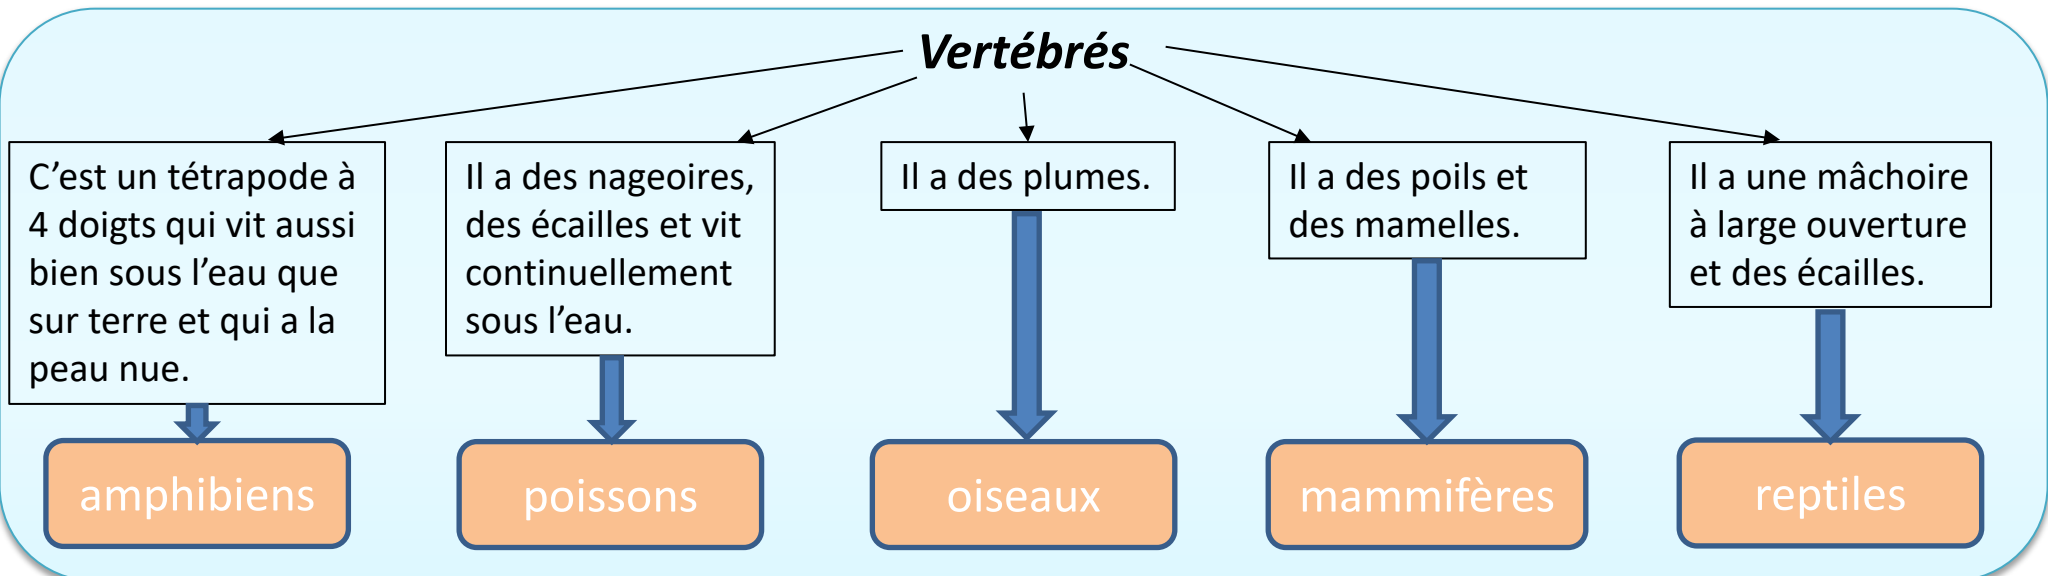 Vertébrés
C’est un tétrapode à
4 doigts qui vit aussi
bien sous l’eau que
sur terre et qui a la
peau nue.
Il a des nageoires,
des écailles et vit
continuellement
sous l’eau.
Il a des plumes.
Il a des poils et
des mamelles.
Il a une mâchoire
à large ouverture
et des écailles.
amphibiens
poissons
oiseaux
mammifères
reptiles